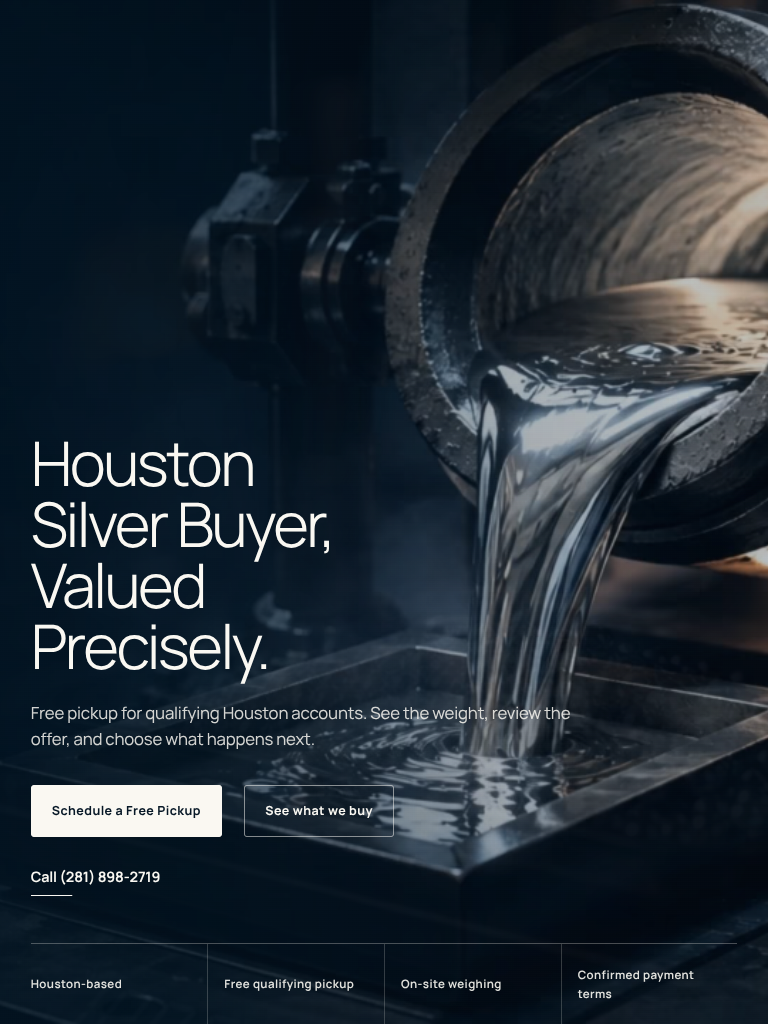 Houston
Silver Buyer,
Valued
Precisely.
Free pickup for qualifying Houston accounts. See the weight, review the
offer, and choose what happens next.
Schedule a Free Pickup
See what we buy
Call (281) 898-2719
Houston-based
Free qualifying pickup
On-site weighing
Confirmed payment
terms